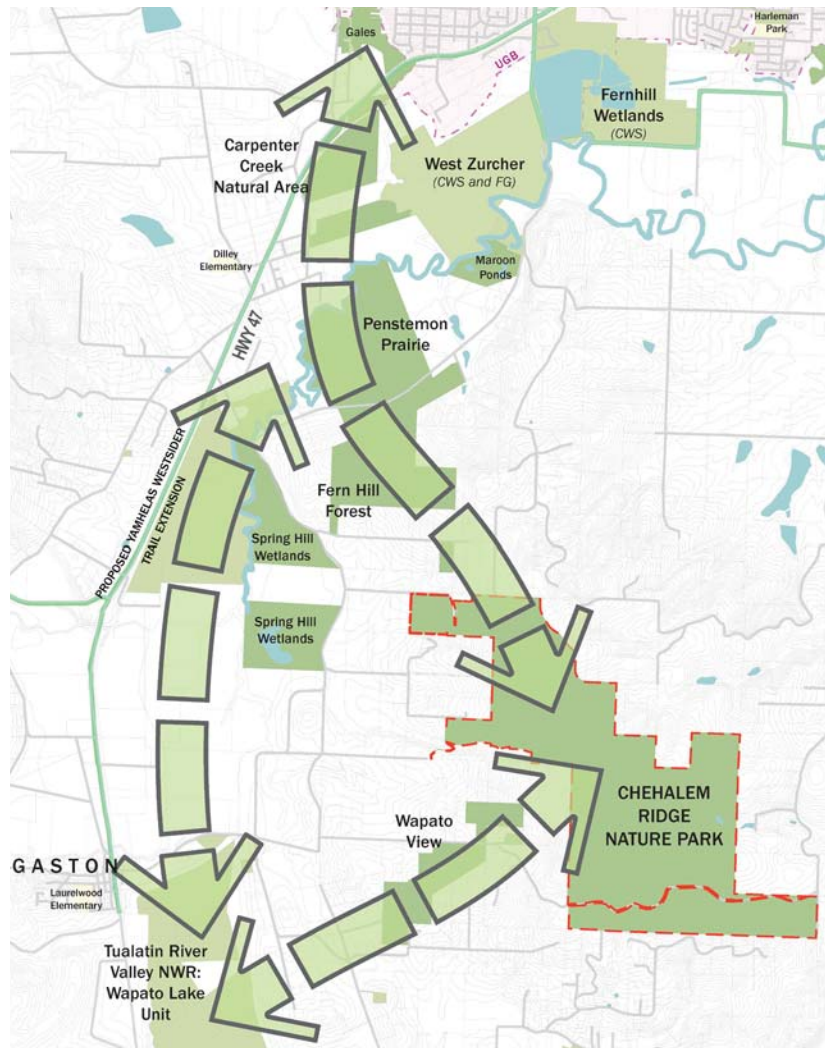 Gales
Harleman
Park
UGB
Fernhill
Wetlands
(CWS)
Carpenter
Creek
Natural Area
West Zurcher
(CWS and FG)
Dilley
Elementary
Maroon
Ponds
HWY 47
Penstemon
Prairie
PROPOSED YAMHELAS WESTSIDER
TRAIL EXTENSION
Fern Hill
Forest
Spring Hill
Wetlands
Spring Hill
Wetlands
CHEHALEM
RIDGE
NATURE PARK
Wapato
View
GASTON
Laurelwood
Elementary
Tualatin River
Valley NWR:
Wapato Lake
Unit